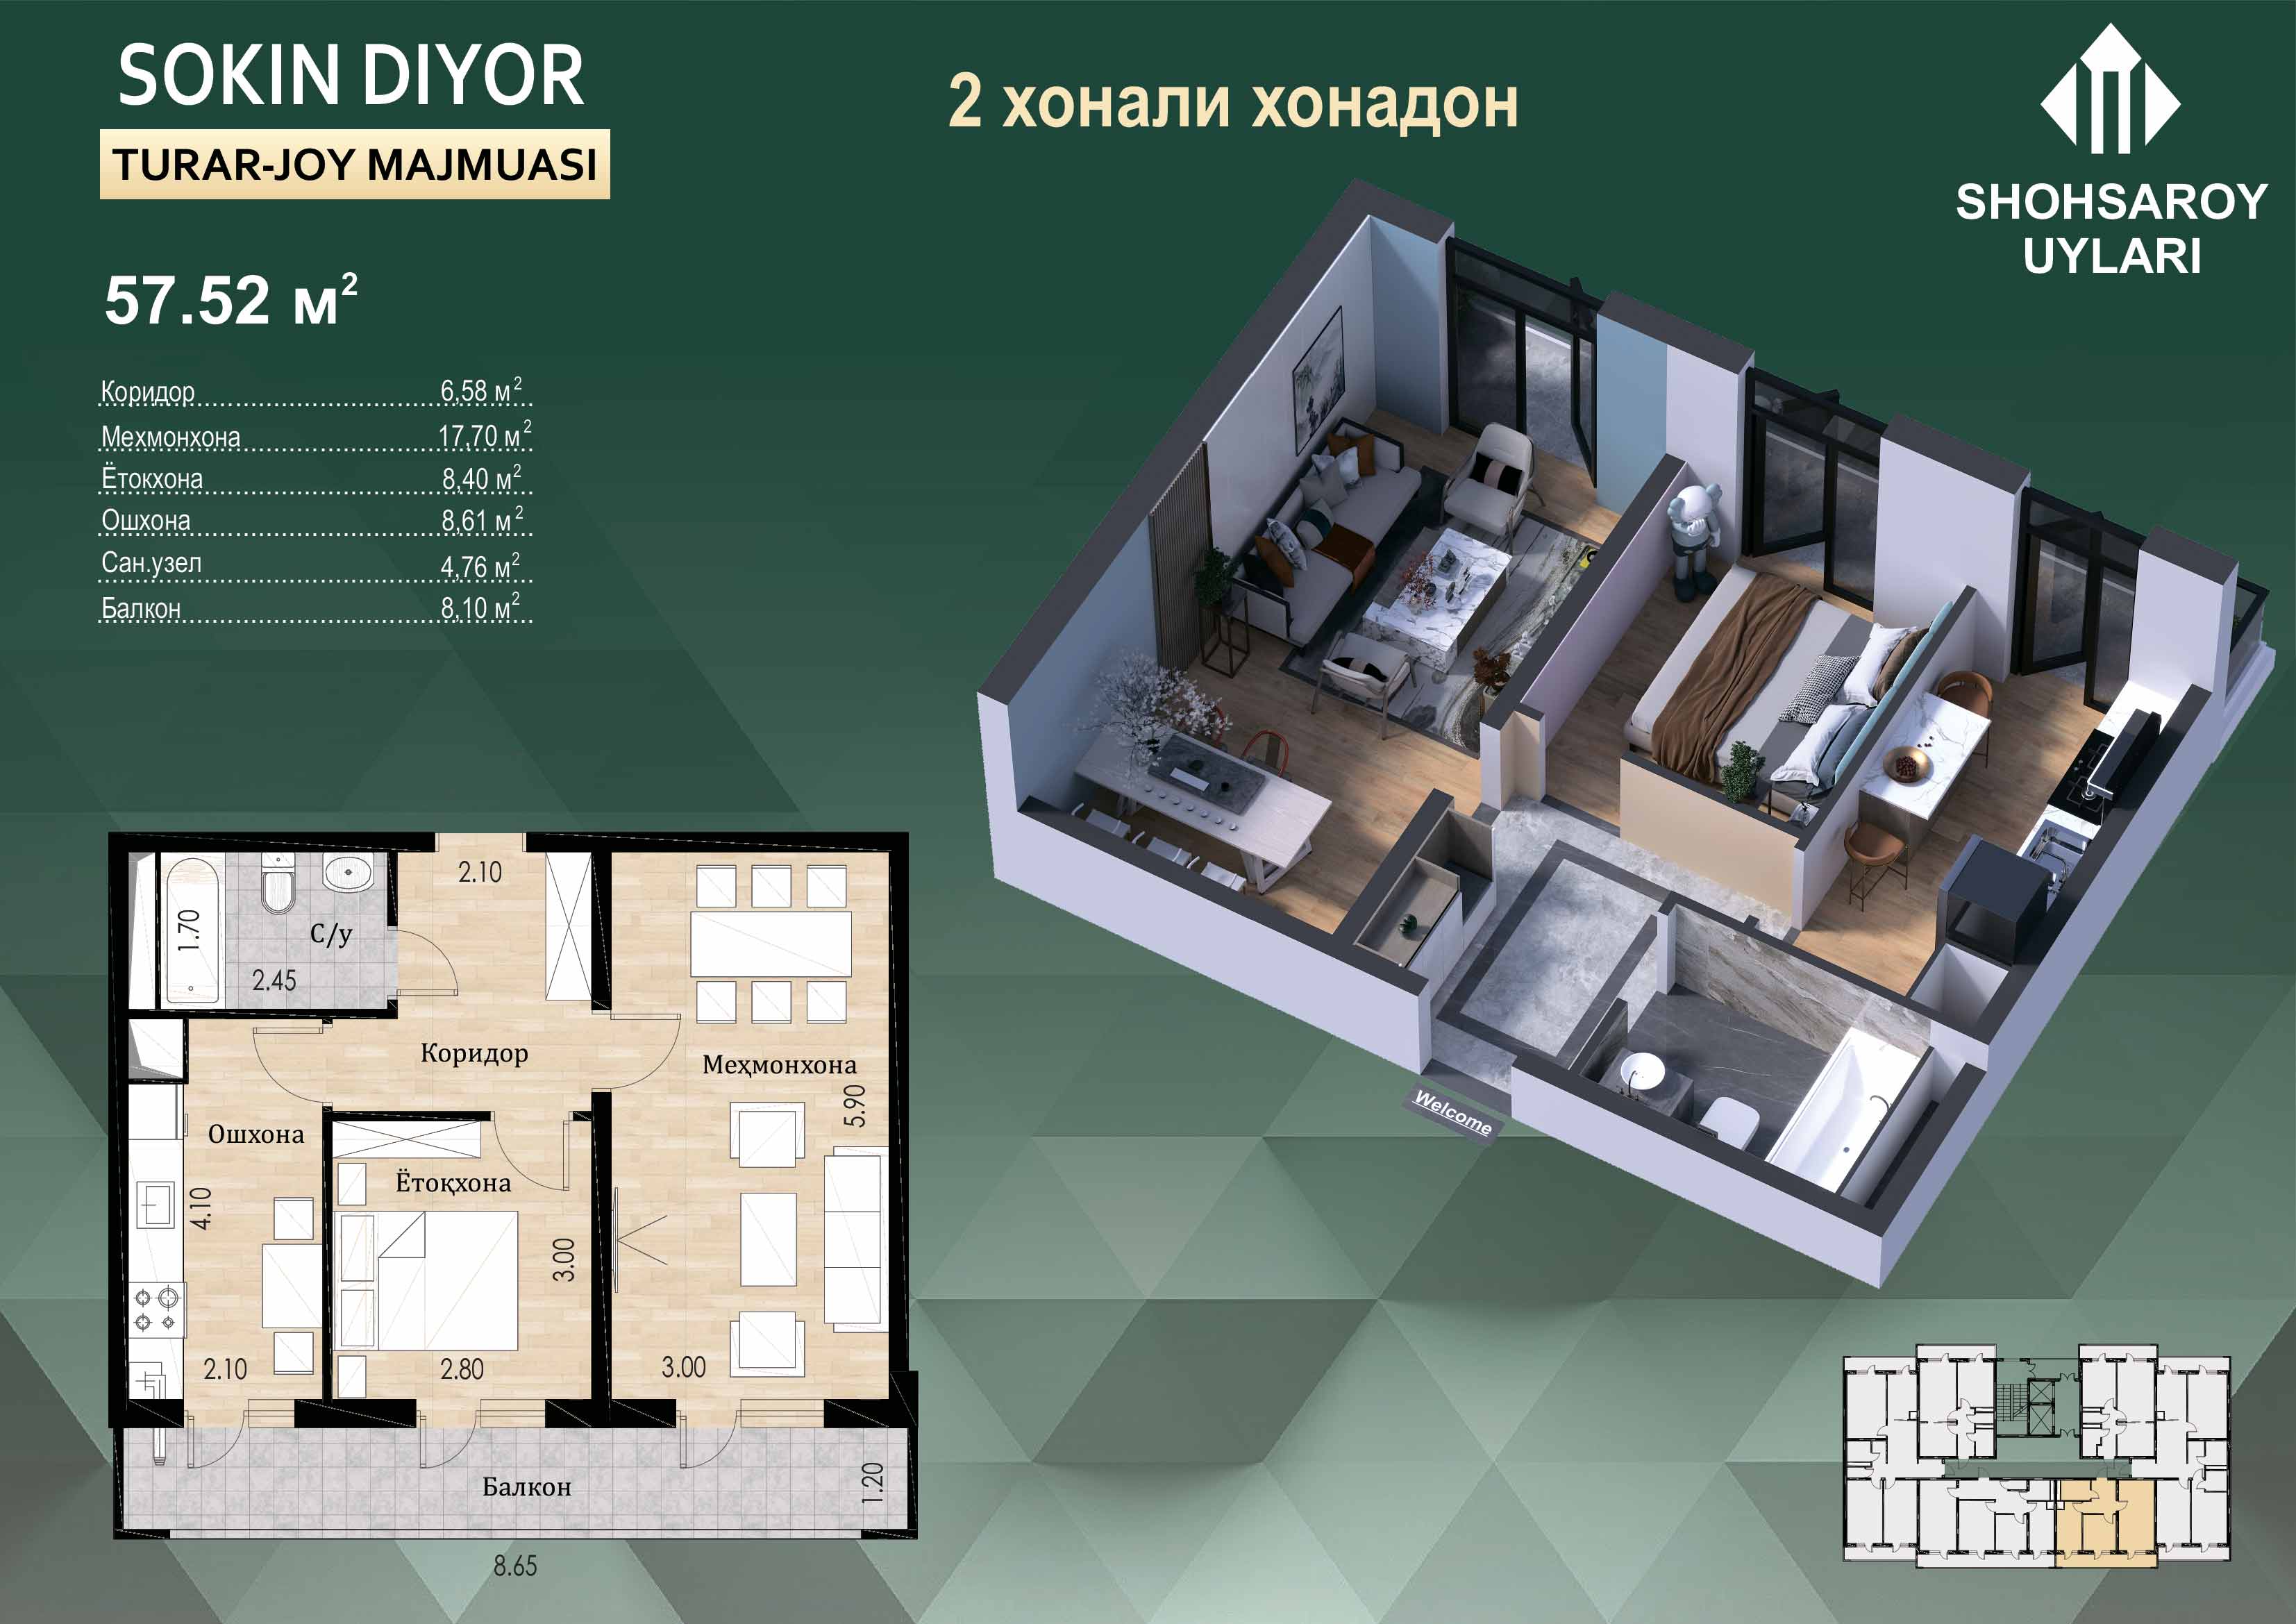 SOKIN DIYOR
TURAR-JOY MAJMUASI
2 хонали хонадон
SHOHSAROY
UYLARI
57.52 м²
Коридор 6,58 м²
Мехмонхона 17,70 м²
Ётокхона 8,40 м²
Ошхона 8,61 м²
Сан.узел 4,76 м²
Балкон 8,10 м²
2.10
1.70
С/у
2.45
Коридор
Меҳмонхона
5.90
Ошхона
Ётоқхона
4.10
3.00
2.10
2.80
3.00
Балкон
1.20
8.65
Welcome